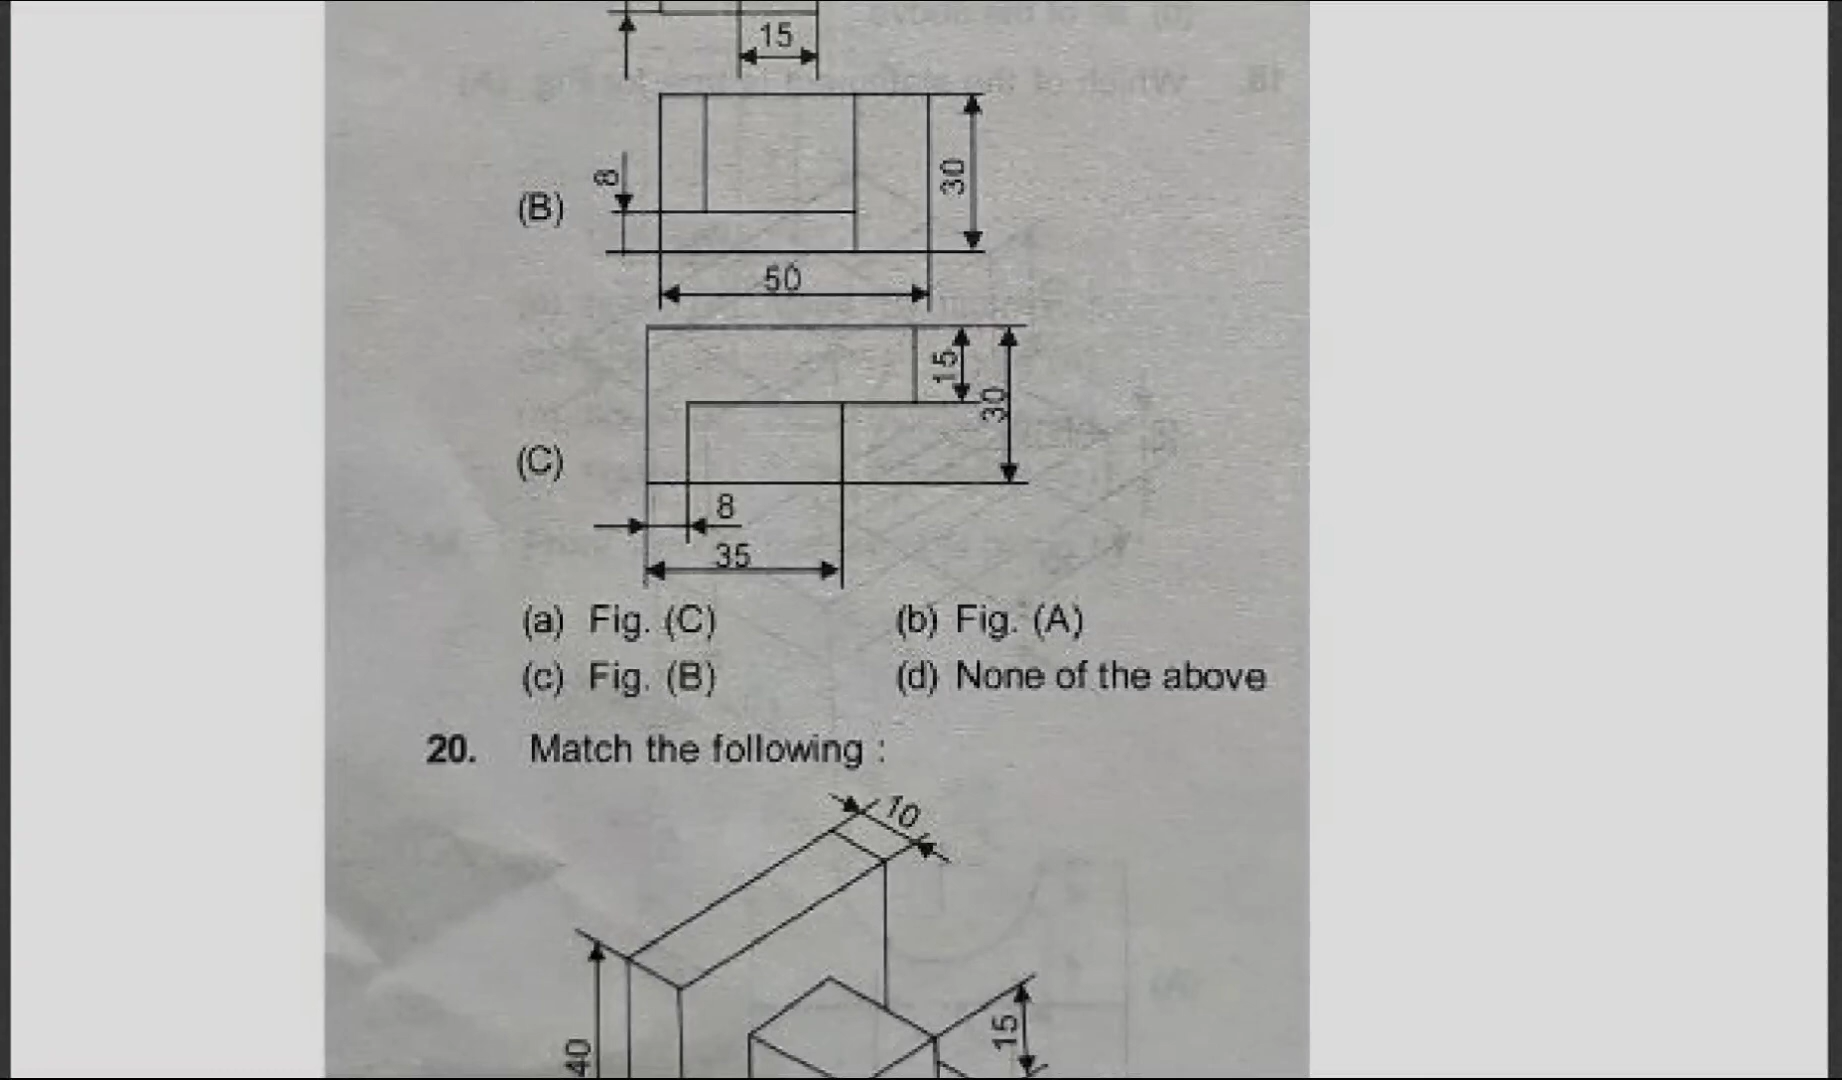 15
8
30
(B)
50
15
30
(C)
8
35
(a) Fig. (C) (b) Fig. (A)
(c) Fig. (B) (d) None of the above
20. Match the following :
10
15
40